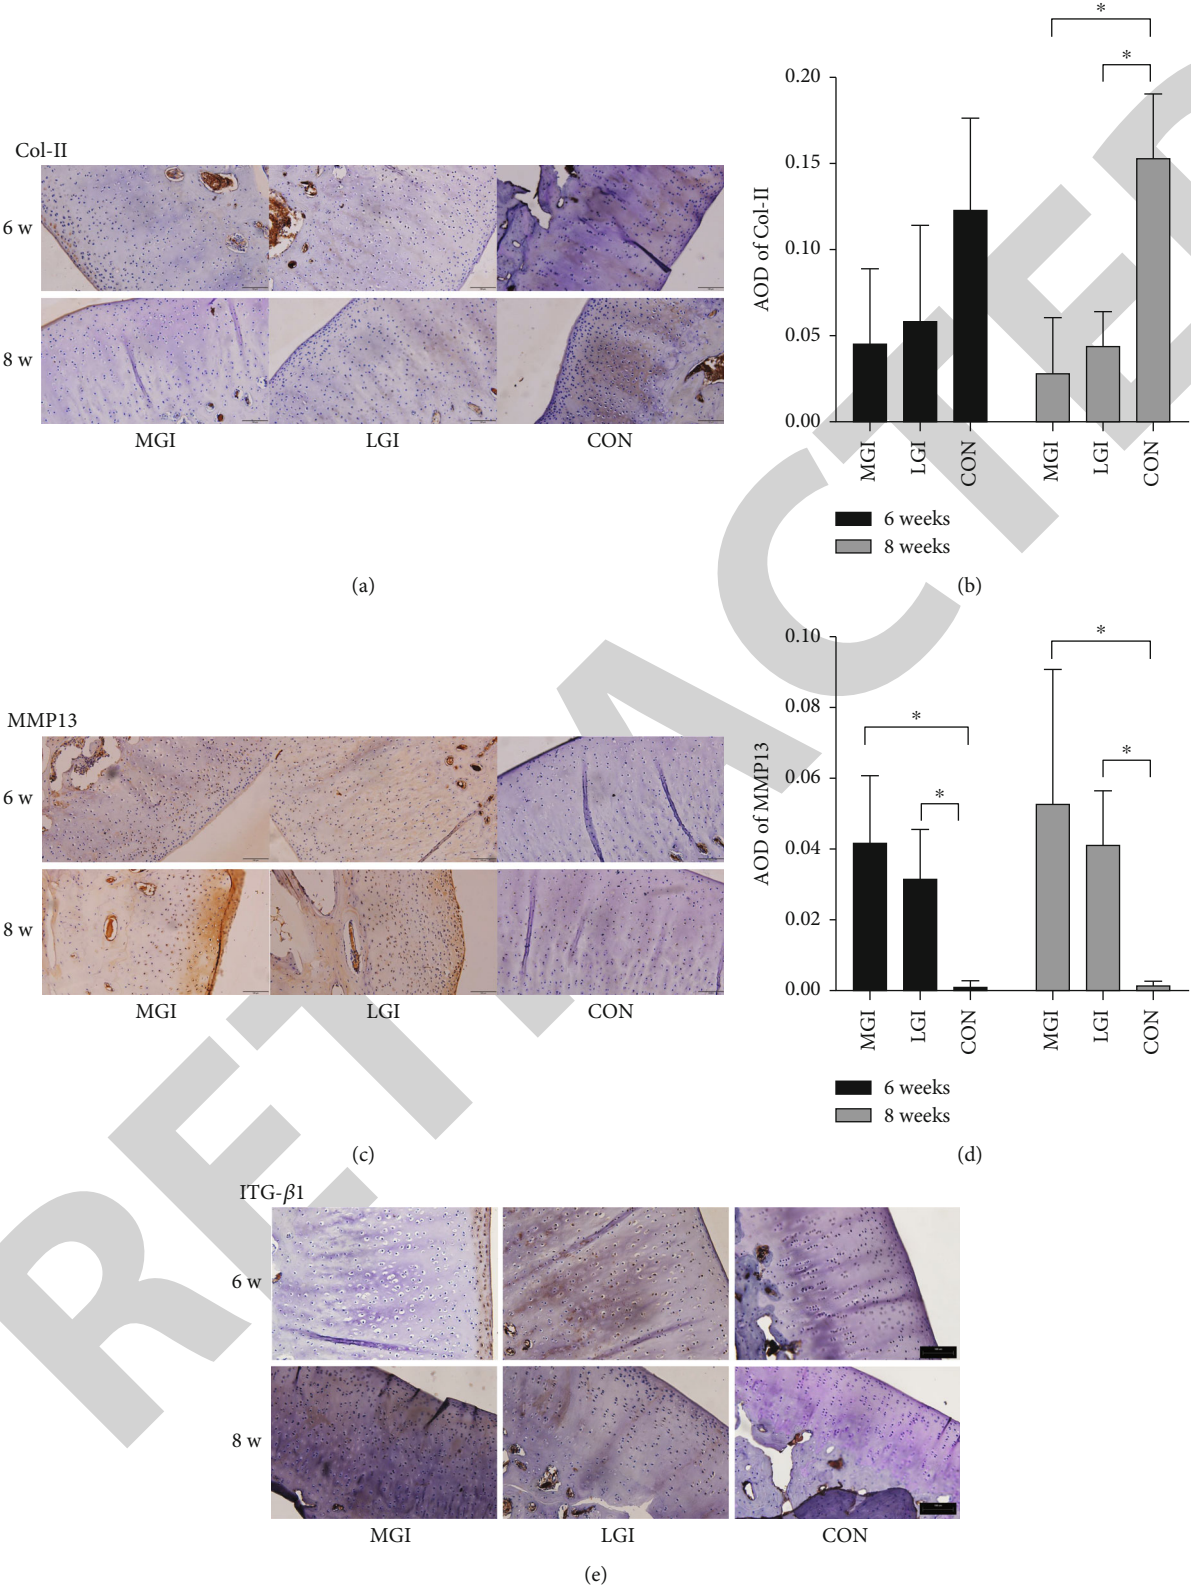 Col-II
6 w
8 w
MGI
LGI
CON
(a)
*
*
AOD of Col-II
0.20
0.15
0.10
0.05
0.00
MGI
LGI
CON
MGI
LGI
CON
6 weeks
8 weeks
(b)
MMP13
6 w
8 w
MGI
LGI
CON
(c)
AOD of MMP13
0.10
0.08
0.06
0.04
0.02
0.00
*
*
*
*
MGI
LGI
CON
MGI
LGI
CON
6 weeks
8 weeks
(d)
ITG-β1
6 w
8 w
MGI
LGI
CON
(e)
RETRACTED